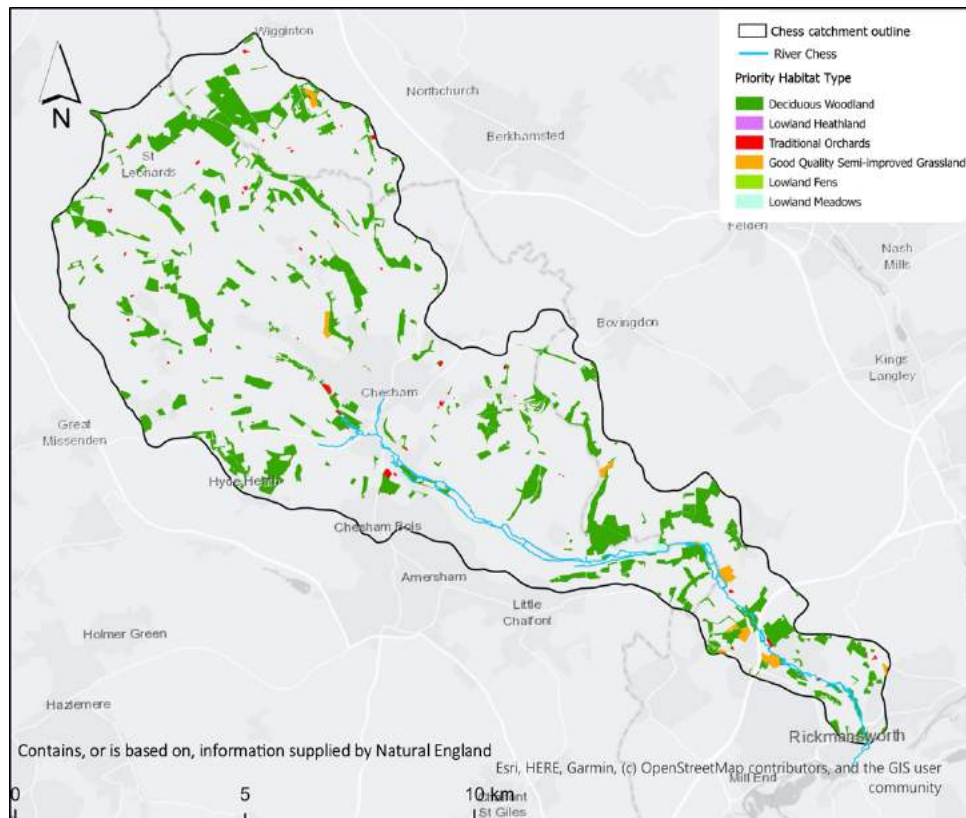 Chess catchment outline
River Chess
Priority Habitat Type
Deciduous Woodland
Lowland Heathland
Traditional Orchards
Good Quality Semi-improved Grassland
Lowland Fens
Lowland Meadows
N
Wigginton
Northchurch
Berkhamsted
St
Leonards
Felden
Nash
Mills
Bovingdon
Kings
Langley
Chesham
Great
Missenden
Hyde Heath
Chesham Bois
Amersham
Little
Chalfont
Holmer Green
Hazlemere
Rickmansworth
Mill End
Contains, or is based on, information supplied by Natural England
Esri, HERE, Garmin, (c) OpenStreetMap contributors, and the GIS user
community
0 5 10 km
Chalfont
St Giles